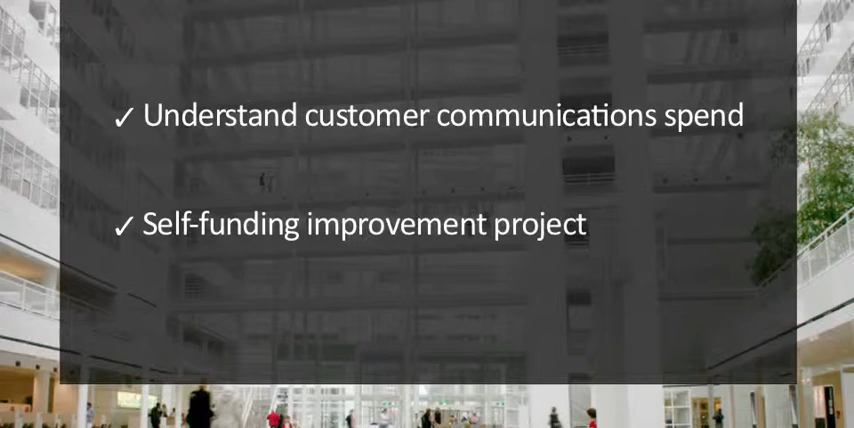 ✓ Understand customer communications spend
✓ Self-funding improvement project